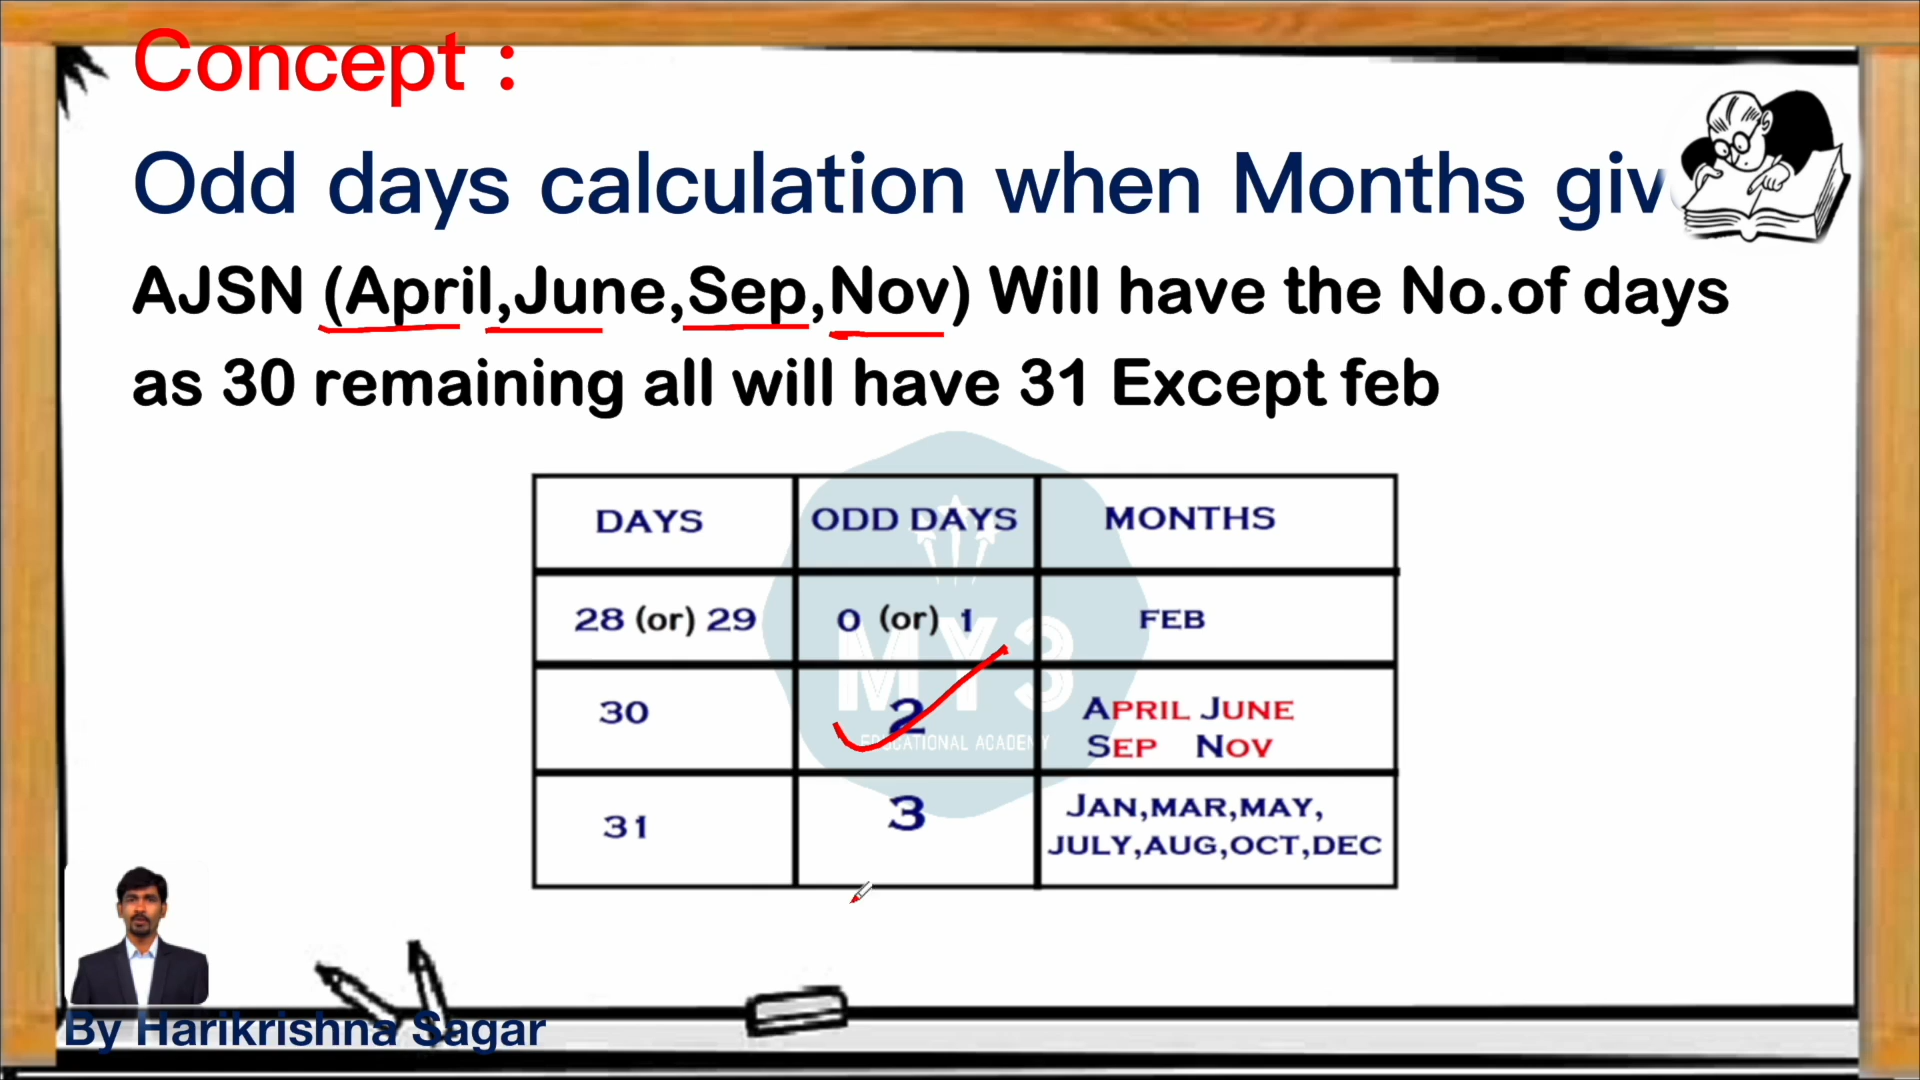 Concept :
Odd days calculation when Months giv
AJSN (April,June,Sep,Nov) Will have the No.of days
as 30 remaining all will have 31 Except feb
DAYS ODD DAYS MONTHS
28 (or) 29 0 (or) 1 FEB
MY3
30 2 APRIL JUNE
EDUCATIONAL ACADEMY SEP NOV
31 3 JAN,MAR,MAY,
JULY,AUG,OCT,DEC
By Harikrishna Sagar